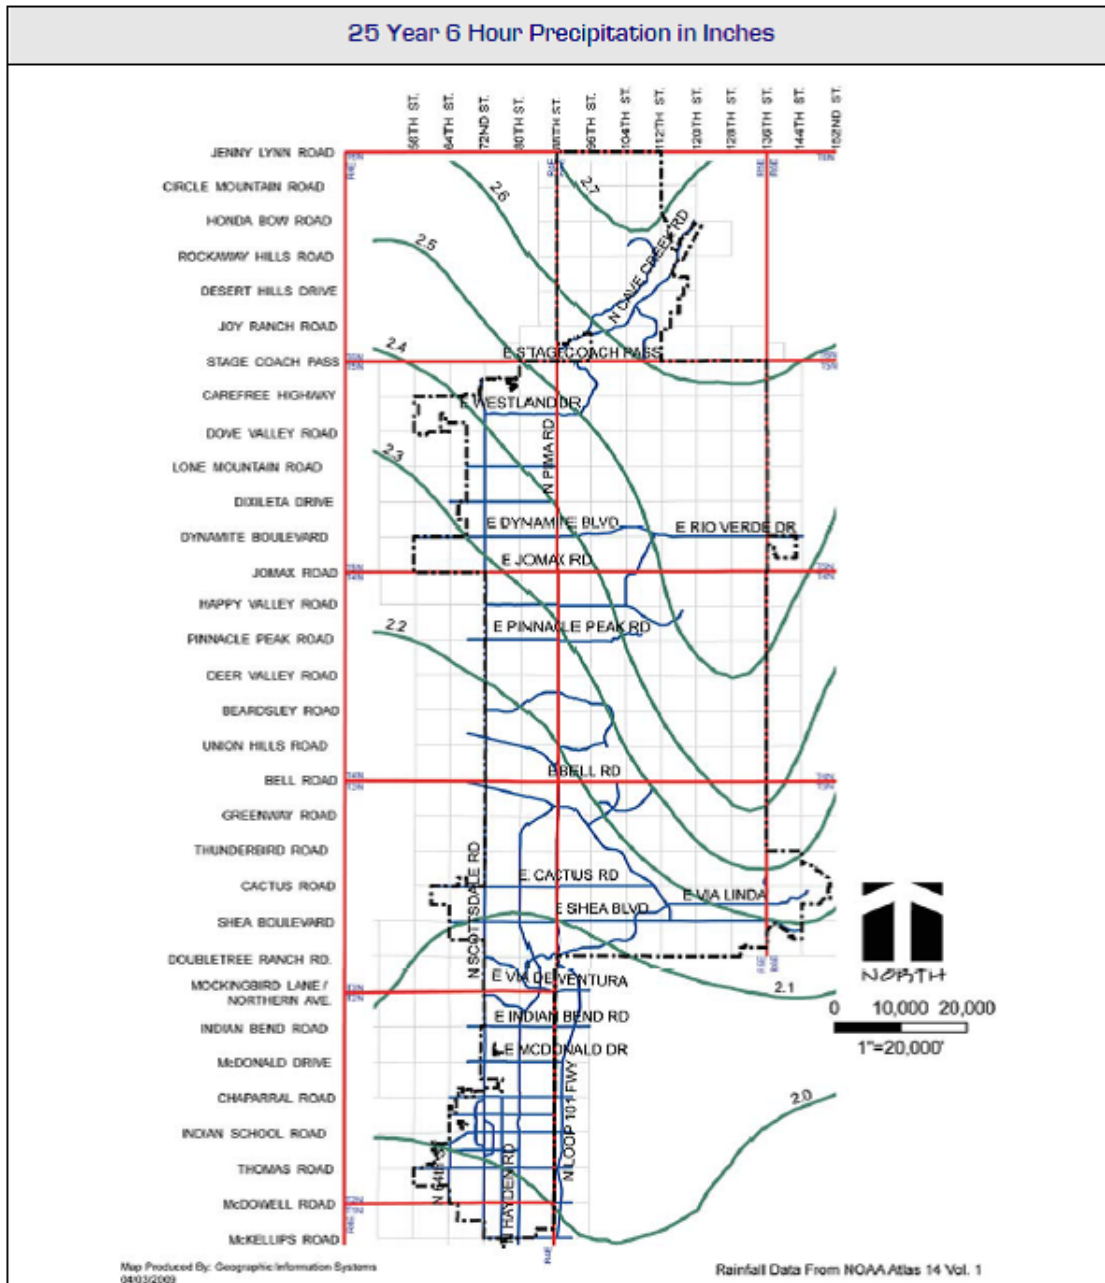 25 Year 6 Hour Precipitation in Inches
56TH ST.
64TH ST.
72ND ST.
80TH ST.
88TH ST.
96TH ST.
104TH ST.
112TH ST.
120TH ST.
128TH ST.
136TH ST.
144TH ST.
152ND ST.
JENNY LYNN ROAD
CIRCLE MOUNTAIN ROAD
HONDA BOW ROAD
ROCKAWAY HILLS ROAD
DESERT HILLS DRIVE
JOY RANCH ROAD
STAGE COACH PASS
CAREFREE HIGHWAY
DOVE VALLEY ROAD
LONE MOUNTAIN ROAD
DIXILETA DRIVE
DYNAMITE BOULEVARD
JOMAX ROAD
HAPPY VALLEY ROAD
PINNACLE PEAK ROAD
DEER VALLEY ROAD
BEARDSLEY ROAD
UNION HILLS ROAD
BELL ROAD
GREENWAY ROAD
THUNDERBIRD ROAD
CACTUS ROAD
SHEA BOULEVARD
DOUBLETREE RANCH RD.
MOCKINGBIRD LANE /
NORTHERN AVE.
INDIAN BEND ROAD
McDONALD DRIVE
CHAPARRAL ROAD
INDIAN SCHOOL ROAD
THOMAS ROAD
McDOWELL ROAD
McKELLIPS ROAD
2.7
2.6
2.5
2.4
2.3
2.2
2.1
2.0
N CAVE CREEK RD
E STAGECOACH PASS
E WESTLAND DR
N PIMA RD
E DYNAMITE BLVD
E RIO VERDE DR
E JOMAX RD
E PINNACLE PEAK RD
E BELL RD
N SCOTTSDALE RD
E CACTUS RD
E VIA LINDA
E SHEA BLVD
E VIA DE VENTURA
E INDIAN BEND RD
E MCDONALD DR
N LOOP 101 FWY
N HAYDEN RD
N 64TH ST
NORTH
0 10,000 20,000
1"=20,000'
Map Produced By: Geographic Information Systems
04/03/2009
Rainfall Data From NOAA Atlas 14 Vol. 1